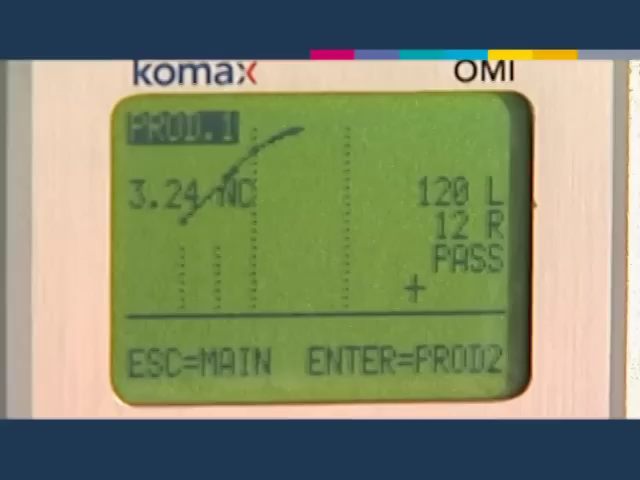 komax OMI
PROD.1
3.24 NC 120 L
12 R
PASS
+
ESC=MAIN ENTER=PROD2